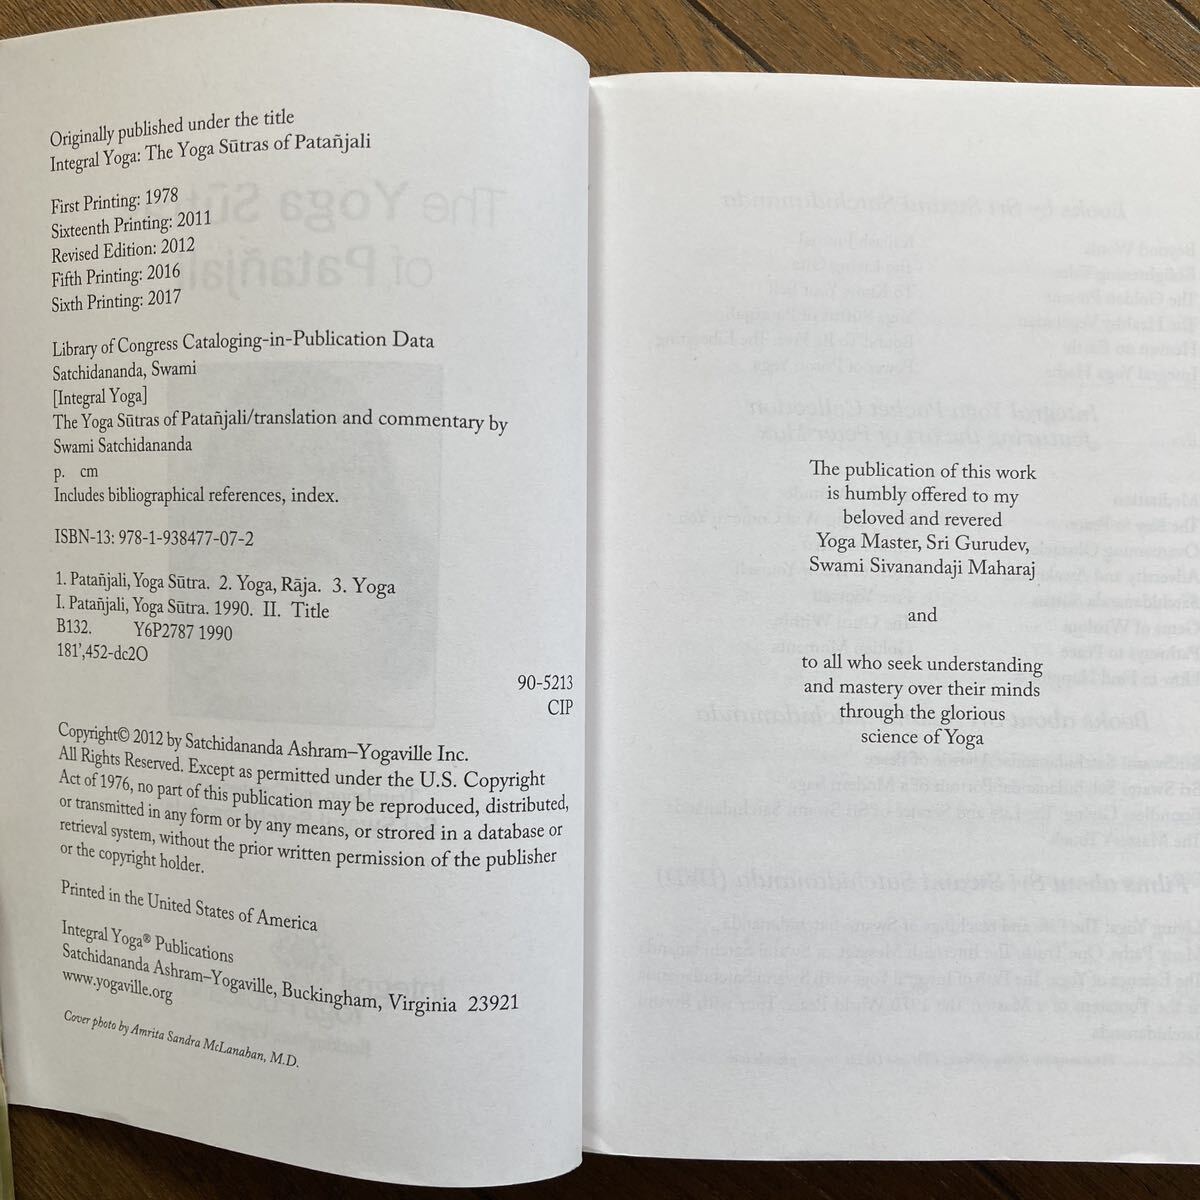 Originally published under the title
Integral Yoga: The Yoga Sūtras of Patañjali
First Printing: 1978
Sixteenth Printing: 2011
Revised Edition: 2012
Fifth Printing: 2016
Sixth Printing: 2017
Library of Congress Cataloging-in-Publication Data
Satchidananda, Swami
[Integral Yoga]
The Yoga Sūtras of Patañjali/translation and commentary by
Swami Satchidananda
p. cm
Includes bibliographical references, index.
ISBN-13: 978-1-938477-07-2
1. Patañjali, Yoga Sūtra. 2. Yoga, Rāja. 3. Yoga
I. Patañjali, Yoga Sūtra. 1990. II. Title
B132. Y6P2787 1990
181',452-dc2O
90-5213
CIP
Copyright© 2012 by Satchidananda Ashram–Yogaville Inc.
All Rights Reserved. Except as permitted under the U.S. Copyright
Act of 1976, no part of this publication may be reproduced, distributed,
or transmitted in any form or by any means, or strored in a database or
retrieval system, without the prior written permission of the publisher
or the copyright holder.
Printed in the United States of America
Integral Yoga® Publications
Satchidananda Ashram–Yogaville, Buckingham, Virginia 23921
www.yogaville.org
Cover photo by Amrita Sandra McLanahan, M.D.
The publication of this work
is humbly offered to my
beloved and revered
Yoga Master, Sri Gurudev,
Swami Sivanandaji Maharaj
and
to all who seek understanding
and mastery over their minds
through the glorious
science of Yoga